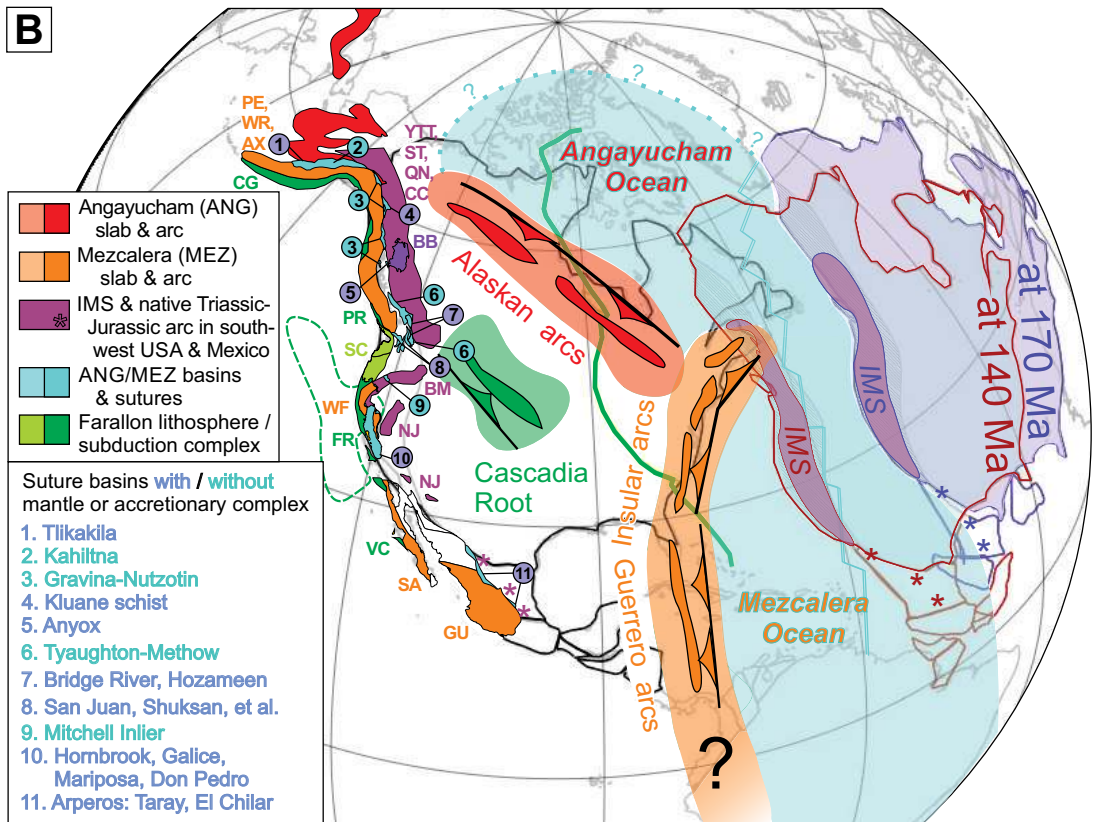 B
PE,
WR,
AX
1
2
YTT,
ST,
QN,
CC
CG
3
4
3
BB
5
6
7
PR
SC
6
8
BM
WF
9
NJ
FR
10
NJ
VC
SA
11
GU
*
*
*
?
?
?
Angayucham
Ocean
Alaskan arcs
Cascadia
Root
Insular arcs
Guerrero arcs
Mezcalera
Ocean
?
IMS
IMS
at 140 Ma
at 170 Ma
*
*
*
*
*
*
Angayucham (ANG)
slab & arc
Mezcalera (MEZ)
slab & arc
*
IMS & native Triassic-
Jurassic arc in south-
west USA & Mexico
ANG/MEZ basins
& sutures
Farallon lithosphere /
subduction complex
Suture basins with / without
mantle or accretionary complex
1. Tlikakila
2. Kahiltna
3. Gravina-Nutzotin
4. Kluane schist
5. Anyox
6. Tyaughton-Methow
7. Bridge River, Hozameen
8. San Juan, Shuksan, et al.
9. Mitchell Inlier
10. Hornbrook, Galice,
Mariposa, Don Pedro
11. Arperos: Taray, El Chilar